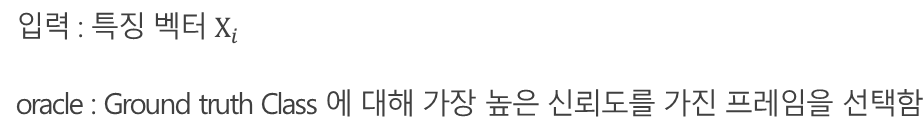 입력 : 특징 벡터 X𝑖
oracle : Ground truth Class 에 대해 가장 높은 신뢰도를 가진 프레임을 선택함